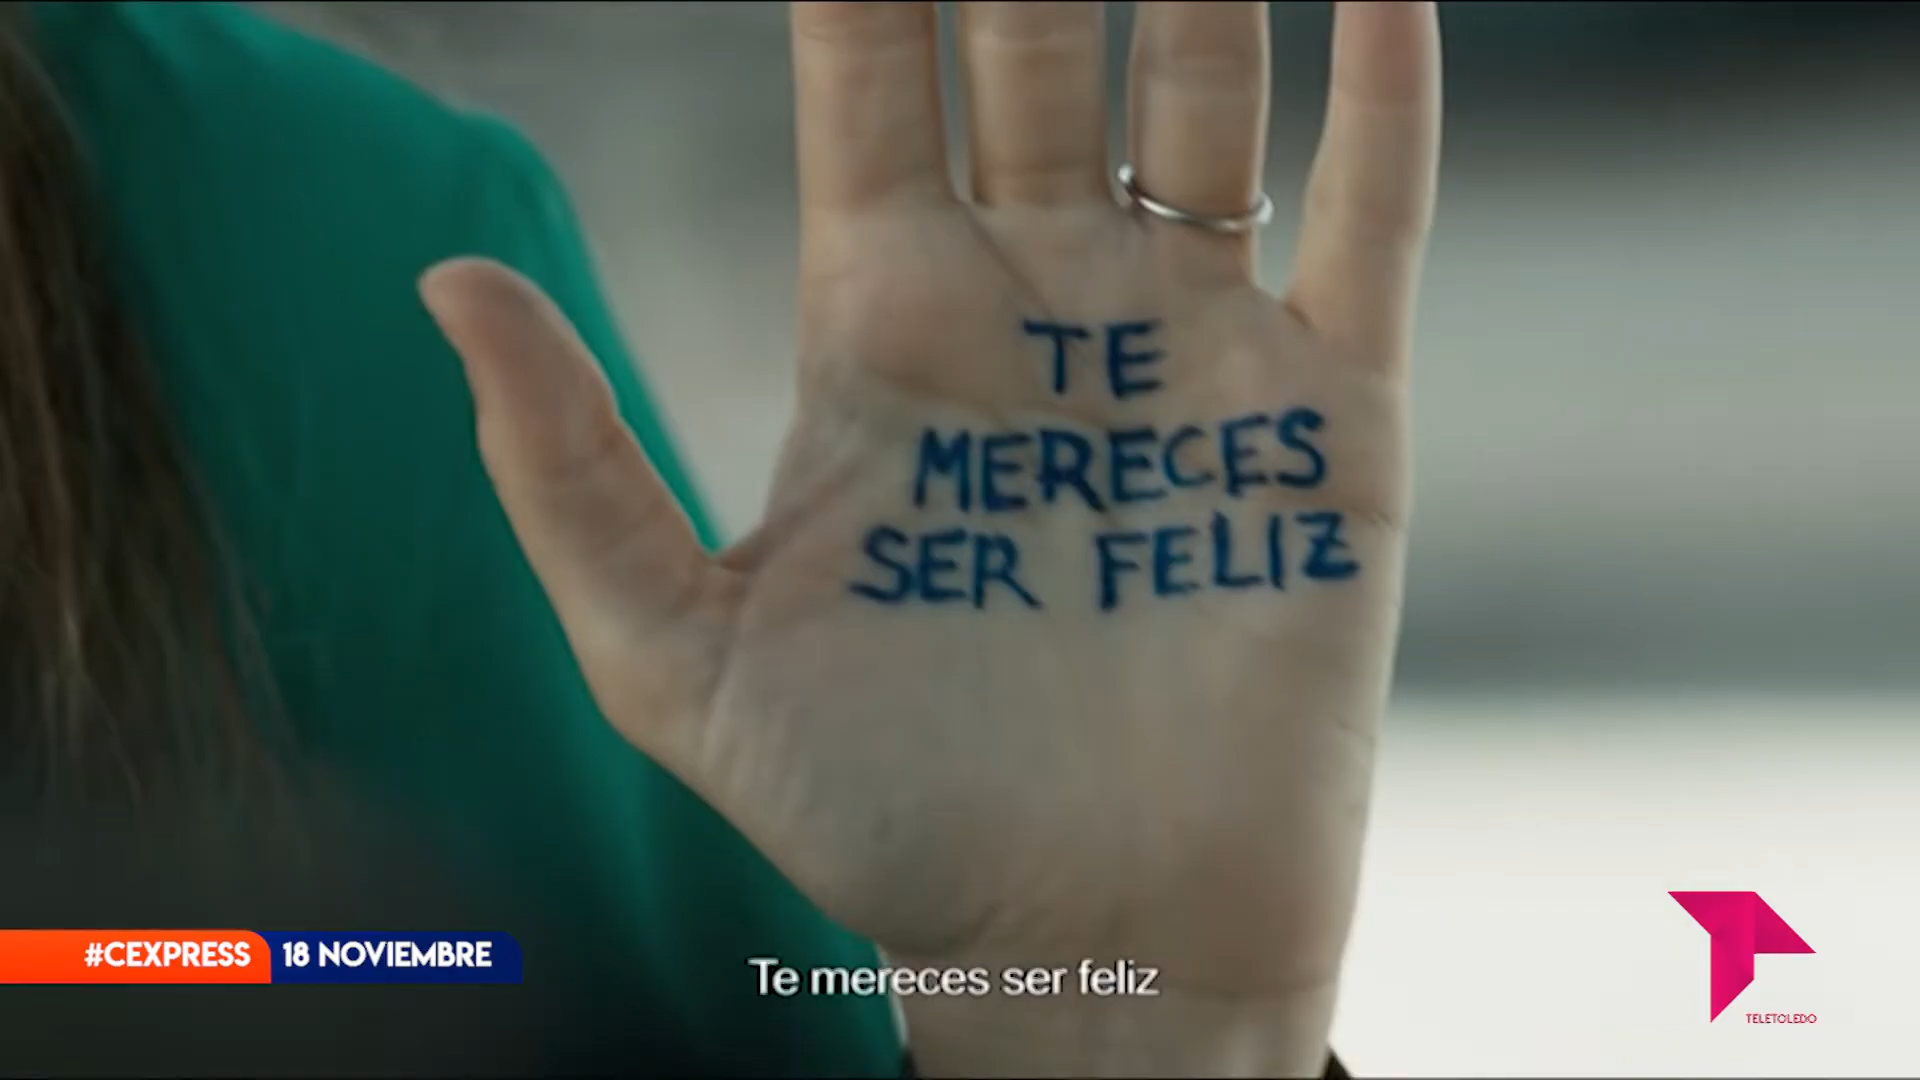 TE
MERECES
SER FELIZ
#CEXPRESS 18 NOVIEMBRE
Te mereces ser feliz
TELETOLEDO